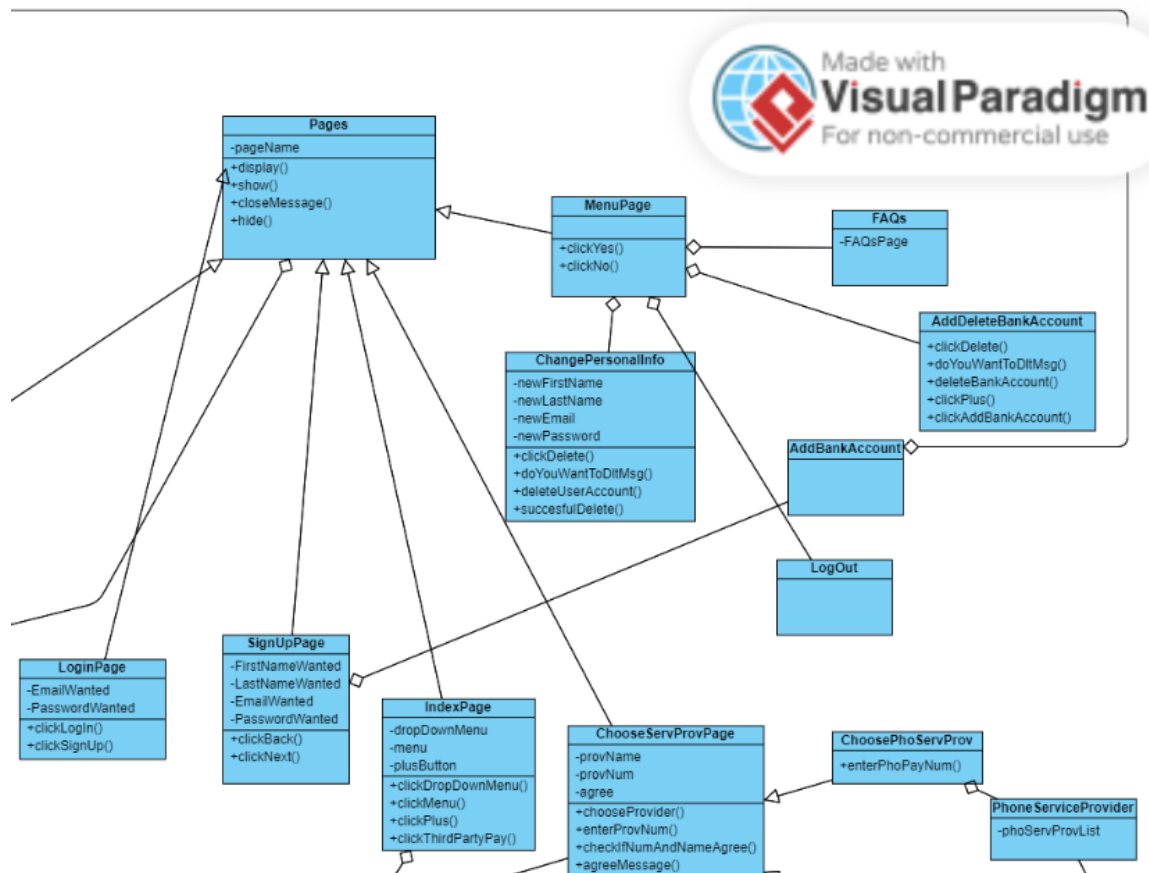 Made with
Visual Paradigm
For non-commercial use
Pages
-pageName
+display()
+show()
+closeMessage()
+hide()
MenuPage
+clickYes()
+clickNo()
FAQs
-FAQsPage
AddDeleteBankAccount
+clickDelete()
+doYouWantToDltMsg()
+deleteBankAccount()
+clickPlus()
+clickAddBankAccount()
ChangePersonalInfo
-newFirstName
-newLastName
-newEmail
-newPassword
+clickDelete()
+doYouWantToDltMsg()
+deleteUserAccount()
+succesfulDelete()
AddBankAccount
LogOut
LoginPage
-EmailWanted
-PasswordWanted
+clickLogIn()
+clickSignUp()
SignUpPage
-FirstNameWanted
-LastNameWanted
-EmailWanted
-PasswordWanted
+clickBack()
+clickNext()
IndexPage
-dropDownMenu
-menu
-plusButton
+clickDropDownMenu()
+clickMenu()
+clickPlus()
+clickThirdPartyPay()
ChooseServProvPage
-provName
-provNum
-agree
+chooseProvider()
+enterProvNum()
+checkIfNumAndNameAgree()
+agreeMessage()
ChoosePhoServProv
+enterPhoPayNum()
PhoneServiceProvider
-phoServProvList